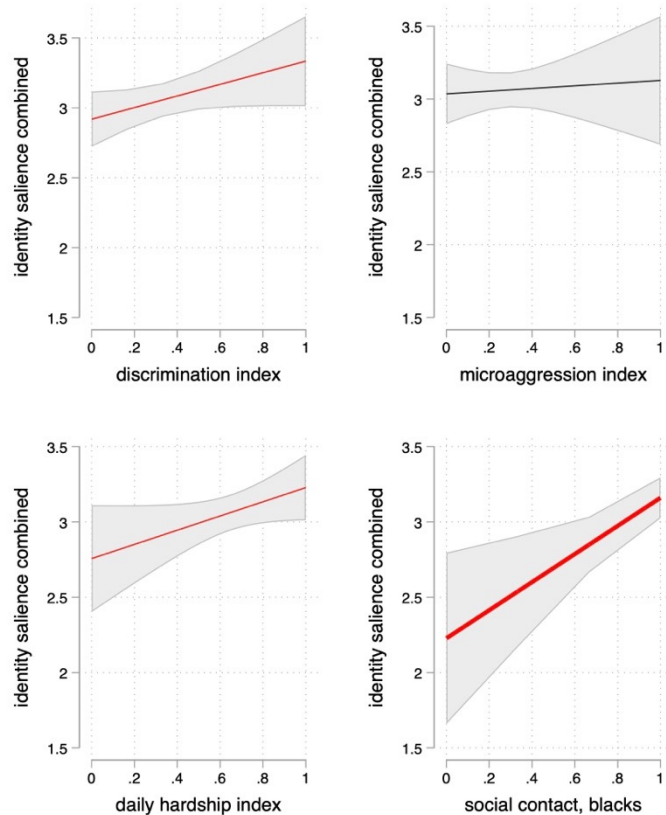 identity salience combined
3.5
3
2.5
2
1.5
0 .2 .4 .6 .8 1
discrimination index
identity salience combined
3.5
3
2.5
2
1.5
0 .2 .4 .6 .8 1
microaggression index
identity salience combined
3.5
3
2.5
2
1.5
0 .2 .4 .6 .8 1
daily hardship index
identity salience combined
3.5
3
2.5
2
1.5
0 .2 .4 .6 .8 1
social contact, blacks